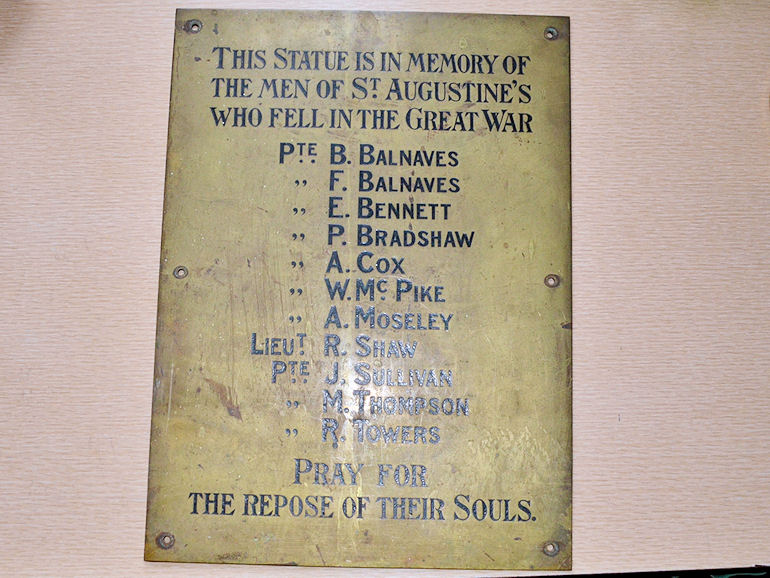 THIS STATUE IS IN MEMORY OF
THE MEN OF ST AUGUSTINE'S
WHO FELL IN THE GREAT WAR
PTE. B. BALNAVES
„ F. BALNAVES
„ E. BENNETT
„ P. BRADSHAW
„ A. COX
„ W. MC PIKE
„ A. MOSELEY
LIEUT. R. SHAW
PTE. J. SULLIVAN
„ M. THOMPSON
„ R. TOWERS
PRAY FOR
THE REPOSE OF THEIR SOULS.